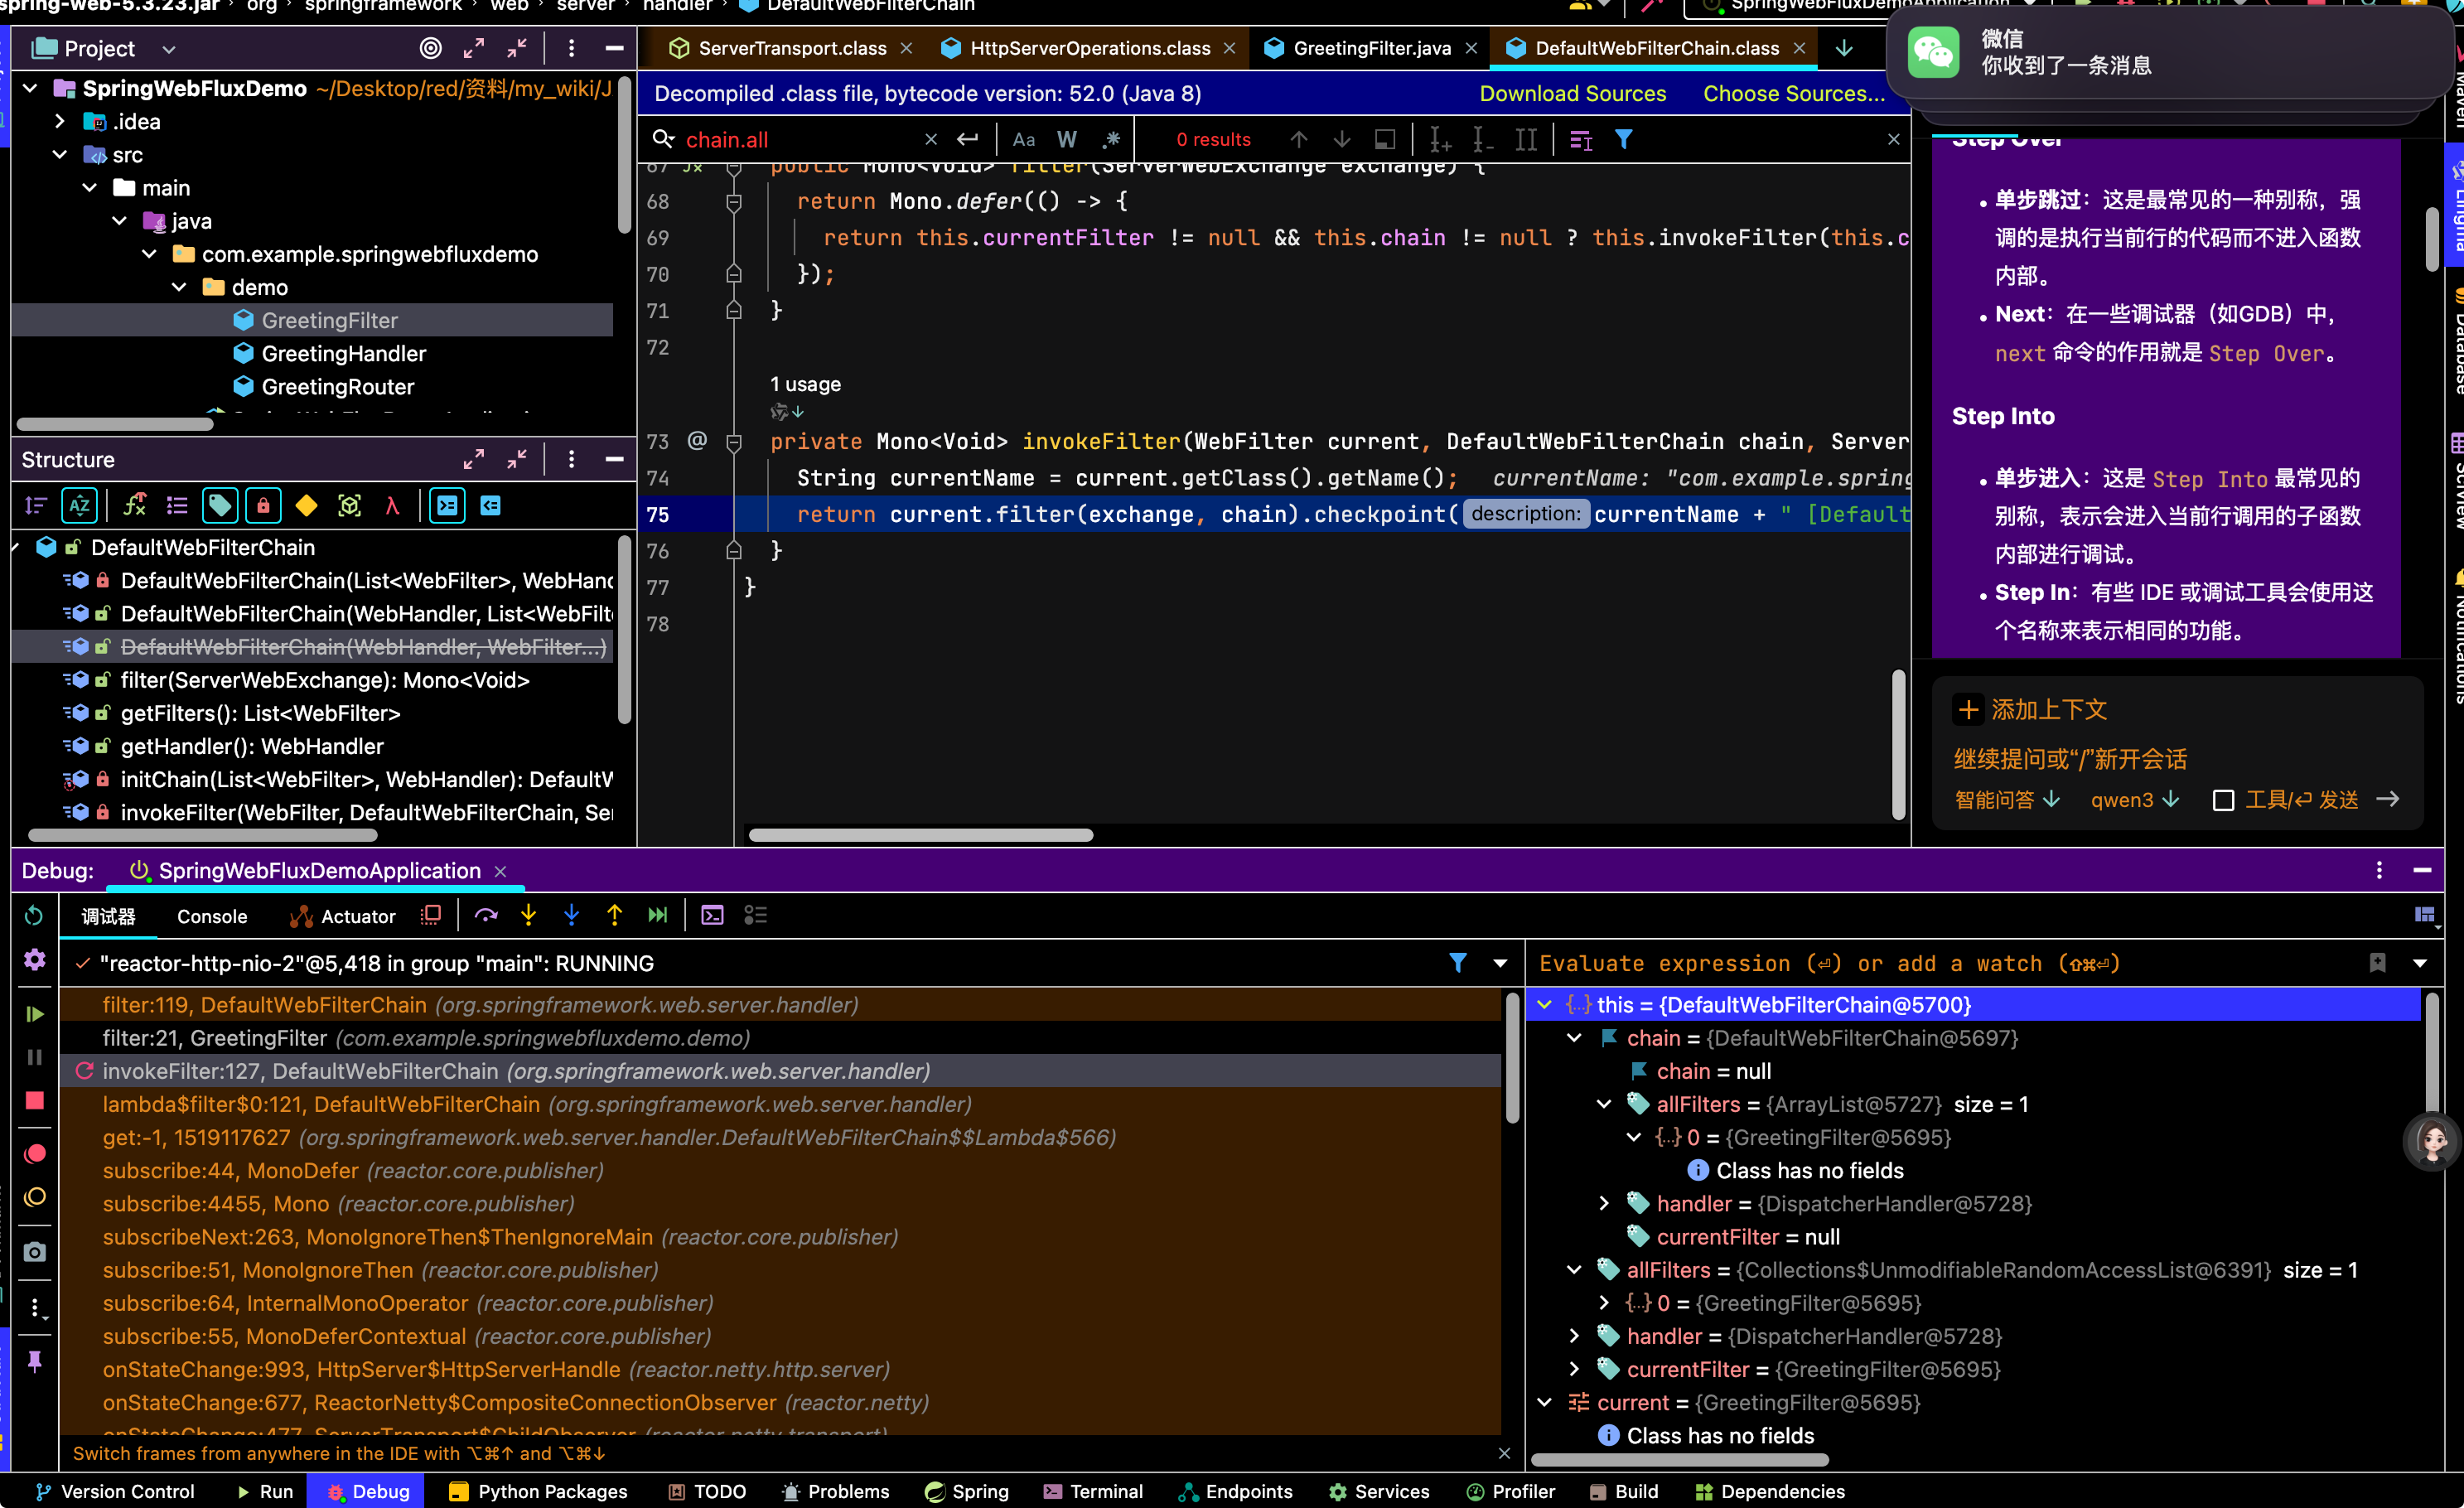 spring-web-5.3.23.jar › org › springframework › web › server › handler › DefaultWebFilterChain
SpringWebFluxDemoApplication
微信
你收到了一条消息
Project
SpringWebFluxDemo ~/Desktop/red/资料/my_wiki/J
.idea
src
main
java
com.example.springwebfluxdemo
demo
GreetingFilter
GreetingHandler
GreetingRouter
Structure
DefaultWebFilterChain
DefaultWebFilterChain(List<WebFilter>, WebHand
DefaultWebFilterChain(WebHandler, List<WebFilt
DefaultWebFilterChain(WebHandler, WebFilter...)
filter(ServerWebExchange): Mono<Void>
getFilters(): List<WebFilter>
getHandler(): WebHandler
initChain(List<WebFilter>, WebHandler): DefaultW
invokeFilter(WebFilter, DefaultWebFilterChain, Ser
ServerTransport.class
HttpServerOperations.class
GreetingFilter.java
DefaultWebFilterChain.class
Decompiled .class file, bytecode version: 52.0 (Java 8)
Download Sources
Choose Sources...
chain.all
Aa W .*
0 results
67 public Mono<Void> filter(ServerWebExchange exchange) {
68 return Mono.defer(() -> {
69 return this.currentFilter != null && this.chain != null ? this.invokeFilter(this.c
70 });
71 }
72
1 usage
73 @ private Mono<Void> invokeFilter(WebFilter current, DefaultWebFilterChain chain, Server
74 String currentName = current.getClass().getName(); currentName: "com.example.spring
75 return current.filter(exchange, chain).checkpoint( description: currentName + " [Default
76 }
77 }
78
Step Over
• 单步跳过：这是最常见的一种别称，强
调的是执行当前行的代码而不进入函数
内部。
• Next：在一些调试器（如GDB）中，
next 命令的作用就是 Step Over。
Step Into
• 单步进入：这是 Step Into 最常见的
别称，表示会进入当前行调用的子函数
内部进行调试。
• Step In：有些 IDE 或调试工具会使用这
个名称来表示相同的功能。
添加上下文
继续提问或“/”新开会话
智能问答 qwen3 工具/⏎ 发送
Maven
Lingma
Database
SciView
Notifications
Debug: SpringWebFluxDemoApplication
调试器 Console Actuator
"reactor-http-nio-2"@5,418 in group "main": RUNNING
filter:119, DefaultWebFilterChain (org.springframework.web.server.handler)
filter:21, GreetingFilter (com.example.springwebfluxdemo.demo)
invokeFilter:127, DefaultWebFilterChain (org.springframework.web.server.handler)
lambda$filter$0:121, DefaultWebFilterChain (org.springframework.web.server.handler)
get:-1, 1519117627 (org.springframework.web.server.handler.DefaultWebFilterChain$$Lambda$566)
subscribe:44, MonoDefer (reactor.core.publisher)
subscribe:4455, Mono (reactor.core.publisher)
subscribeNext:263, MonoIgnoreThen$ThenIgnoreMain (reactor.core.publisher)
subscribe:51, MonoIgnoreThen (reactor.core.publisher)
subscribe:64, InternalMonoOperator (reactor.core.publisher)
subscribe:55, MonoDeferContextual (reactor.core.publisher)
onStateChange:993, HttpServer$HttpServerHandle (reactor.netty.http.server)
onStateChange:677, ReactorNetty$CompositeConnectionObserver (reactor.netty)
onStateChange:477, ServerTransport$ChildObserver (reactor.netty.transport)
Switch frames from anywhere in the IDE with ⌥⌘↑ and ⌥⌘↓
Evaluate expression (⏎) or add a watch (⇧⌘⏎)
this = {DefaultWebFilterChain@5700}
chain = {DefaultWebFilterChain@5697}
chain = null
allFilters = {ArrayList@5727} size = 1
0 = {GreetingFilter@5695}
Class has no fields
handler = {DispatcherHandler@5728}
currentFilter = null
allFilters = {Collections$UnmodifiableRandomAccessList@6391} size = 1
0 = {GreetingFilter@5695}
handler = {DispatcherHandler@5728}
currentFilter = {GreetingFilter@5695}
current = {GreetingFilter@5695}
Class has no fields
Version Control Run Debug Python Packages TODO Problems Spring Terminal Endpoints Services Profiler Build Dependencies